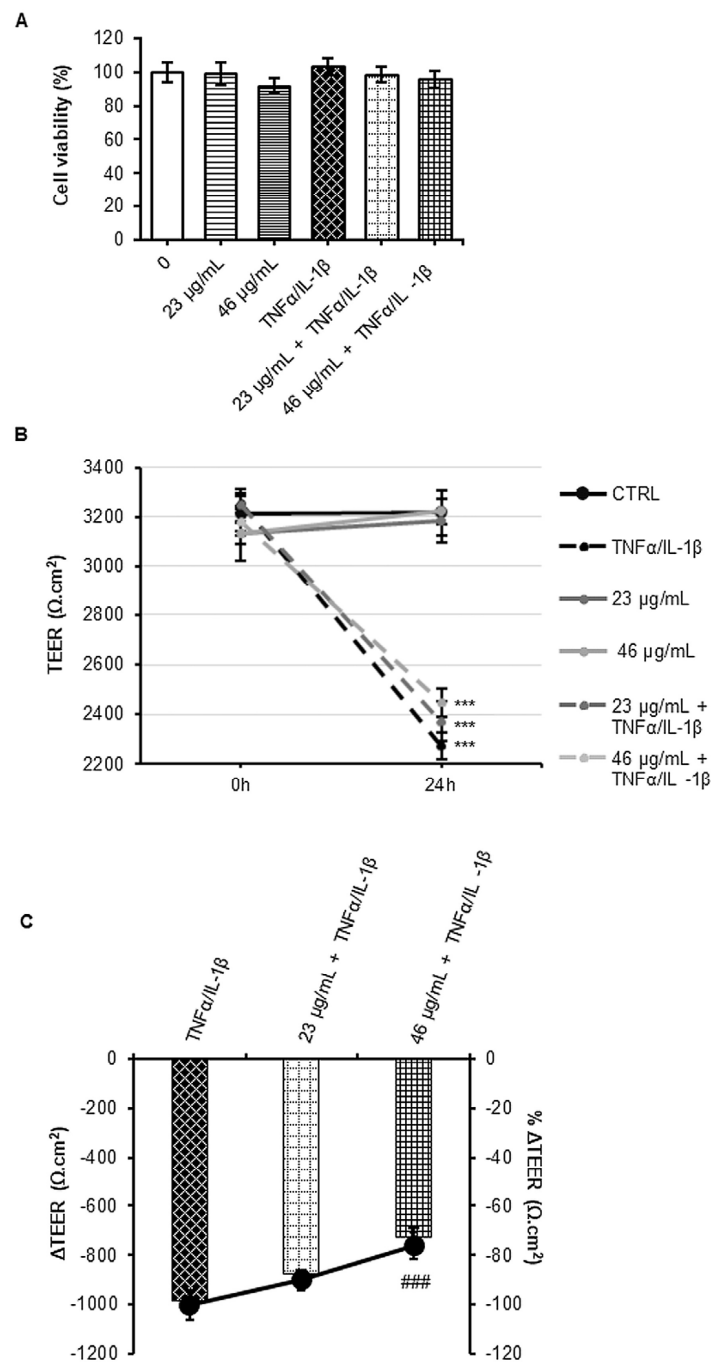 A
Cell viability (%)
120
100
80
60
40
20
0
0
23 µg/mL
46 µg/mL
TNFα/IL-1β
23 µg/mL + TNFα/IL-1β
46 µg/mL + TNFα/IL -1β
B
TEER (Ω.cm²)
3400
3200
3000
2800
2600
2400
2200
0h
24h
***
***
***
CTRL
TNFα/IL-1β
23 µg/mL
46 µg/mL
23 µg/mL +
TNFα/IL-1β
46 µg/mL +
TNFα/IL -1β
C
TNFα/IL-1β
23 µg/mL + TNFα/IL-1β
46 µg/mL + TNFα/IL -1β
ΔTEER (Ω.cm²)
0
-200
-400
-600
-800
-1000
-1200
###
0
-20
-40
-60
-80
-100
-120
% ΔTEER (Ω.cm²)